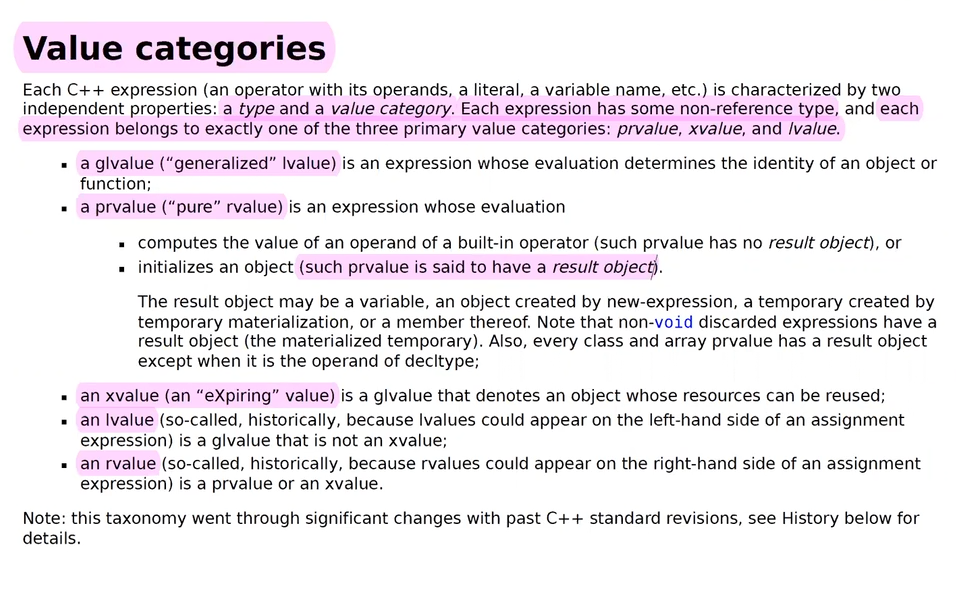 Value categories
Each C++ expression (an operator with its operands, a literal, a variable name, etc.) is characterized by two
independent properties: a type and a value category. Each expression has some non-reference type, and each
expression belongs to exactly one of the three primary value categories: prvalue, xvalue, and lvalue.
▪ a glvalue (“generalized” lvalue) is an expression whose evaluation determines the identity of an object or
function;
▪ a prvalue (“pure” rvalue) is an expression whose evaluation
▪ computes the value of an operand of a built-in operator (such prvalue has no result object), or
▪ initializes an object (such prvalue is said to have a result object).
The result object may be a variable, an object created by new-expression, a temporary created by
temporary materialization, or a member thereof. Note that non-void discarded expressions have a
result object (the materialized temporary). Also, every class and array prvalue has a result object
except when it is the operand of decltype;
▪ an xvalue (an “eXpiring” value) is a glvalue that denotes an object whose resources can be reused;
▪ an lvalue (so-called, historically, because lvalues could appear on the left-hand side of an assignment
expression) is a glvalue that is not an xvalue;
▪ an rvalue (so-called, historically, because rvalues could appear on the right-hand side of an assignment
expression) is a prvalue or an xvalue.
Note: this taxonomy went through significant changes with past C++ standard revisions, see History below for
details.